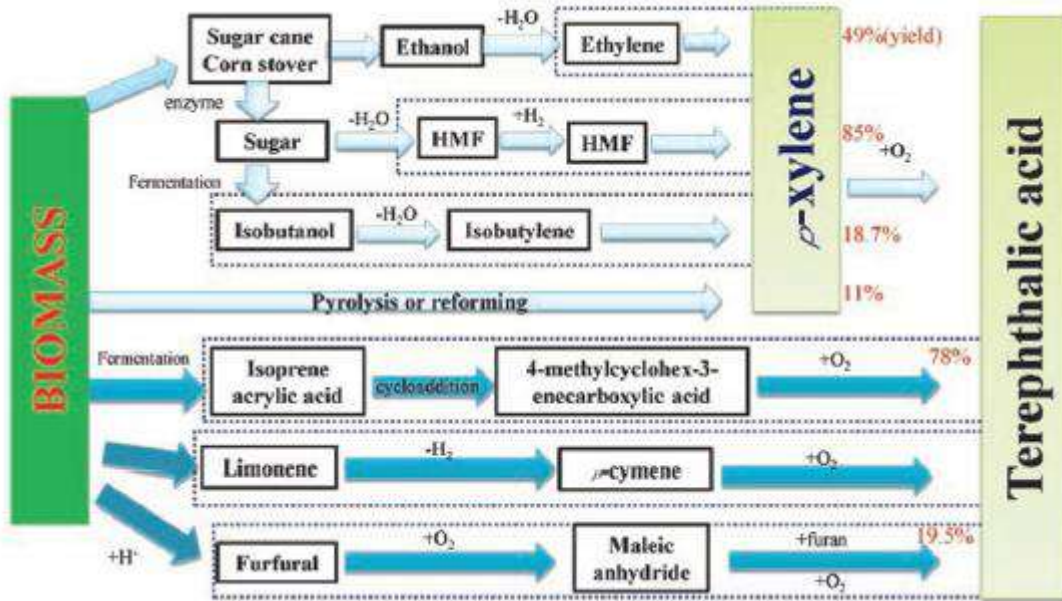 BIOMASS
Sugar cane
Corn stover
Ethanol
-H₂O
Ethylene
49%(yield)
enzyme
Sugar
-H₂O
HMF
+H₂
HMF
85%
+O₂
Fermentation
Isobutanol
-H₂O
Isobutylene
18.7%
ρ-xylene
Pyrolysis or reforming
11%
Fermentation
Isoprene
acrylic acid
cycloaddition
4-methylcyclohex-3-
enecarboxylic acid
+O₂
78%
Limonene
-H₂
ρ-cymene
+O₂
+H⁺
Furfural
+O₂
Maleic
anhydride
+furan
+O₂
19.5%
Terephthalic acid